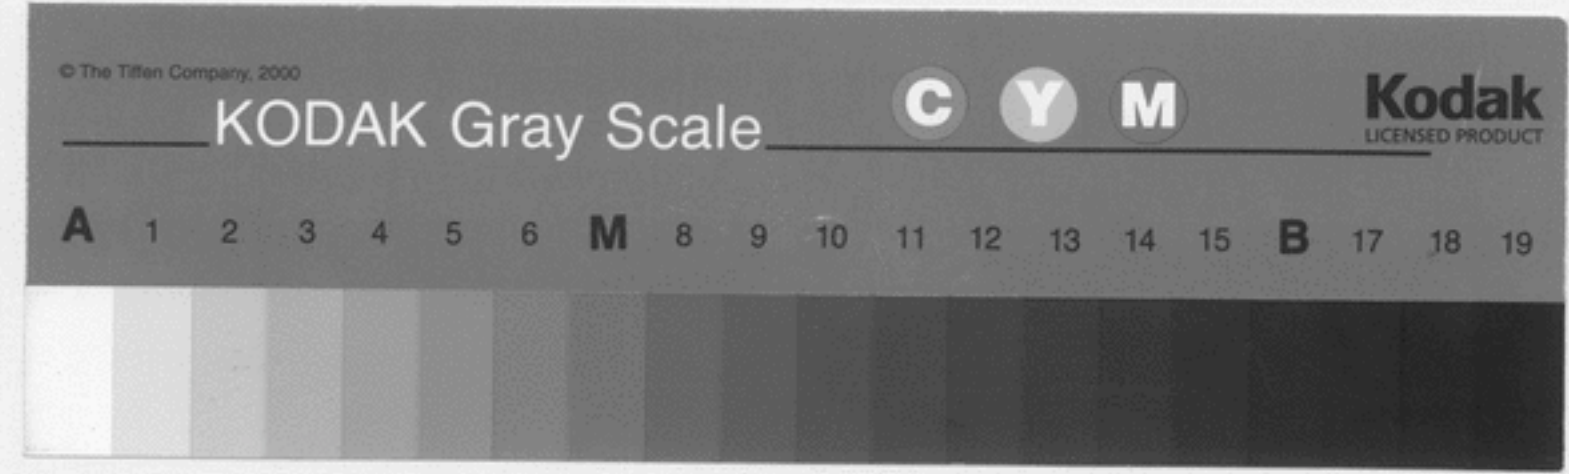 © The Tiffen Company, 2000
KODAK Gray Scale
C Y M
Kodak
LICENSED PRODUCT
A 1 2 3 4 5 6 M 8 9 10 11 12 13 14 15 B 17 18 19